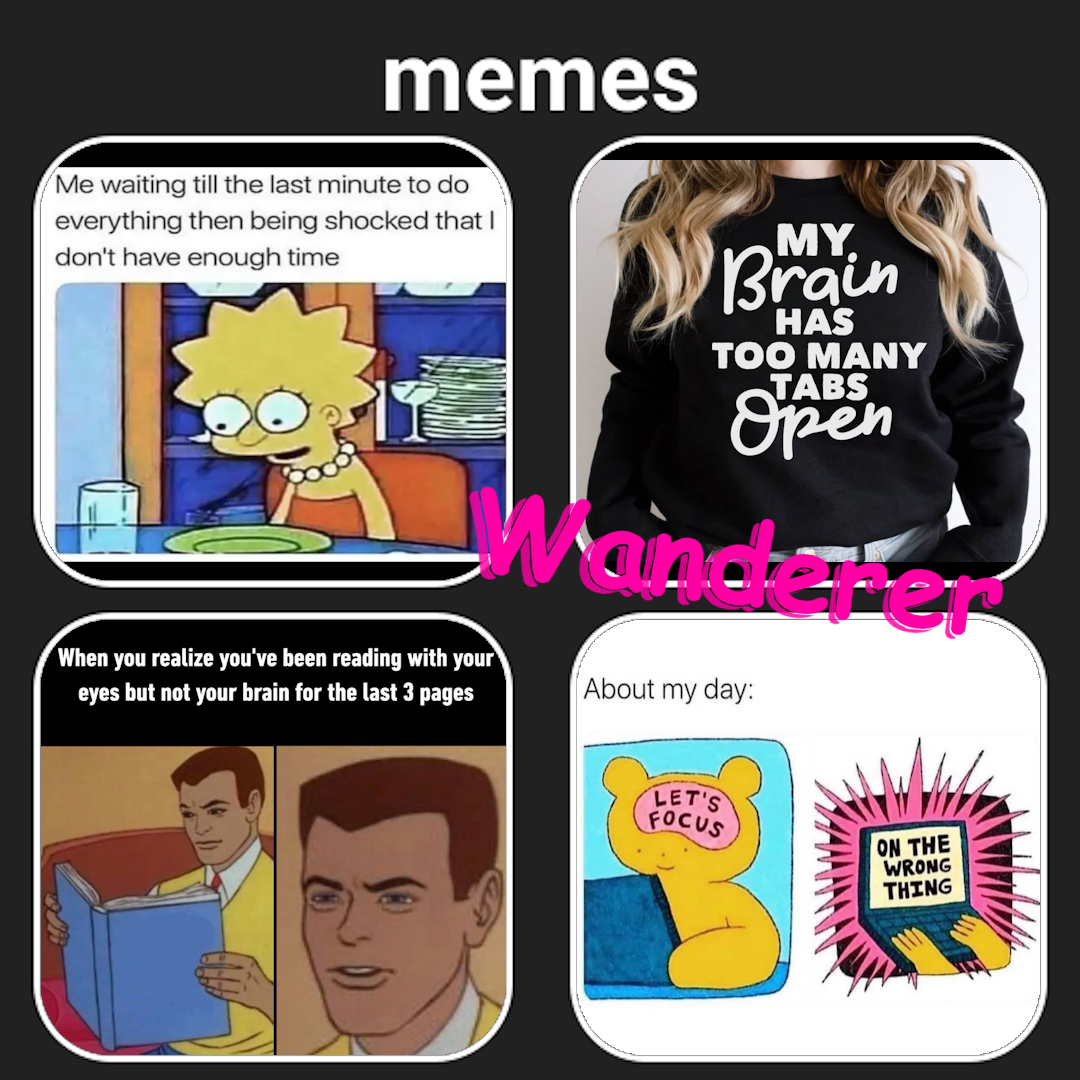 memes
Me waiting till the last minute to do
everything then being shocked that I
don't have enough time
MY
Brain
HAS
TOO MANY
TABS
Open
Wanderer
When you realize you've been reading with your
eyes but not your brain for the last 3 pages
About my day:
LET'S
FOCUS
ON THE
WRONG
THING